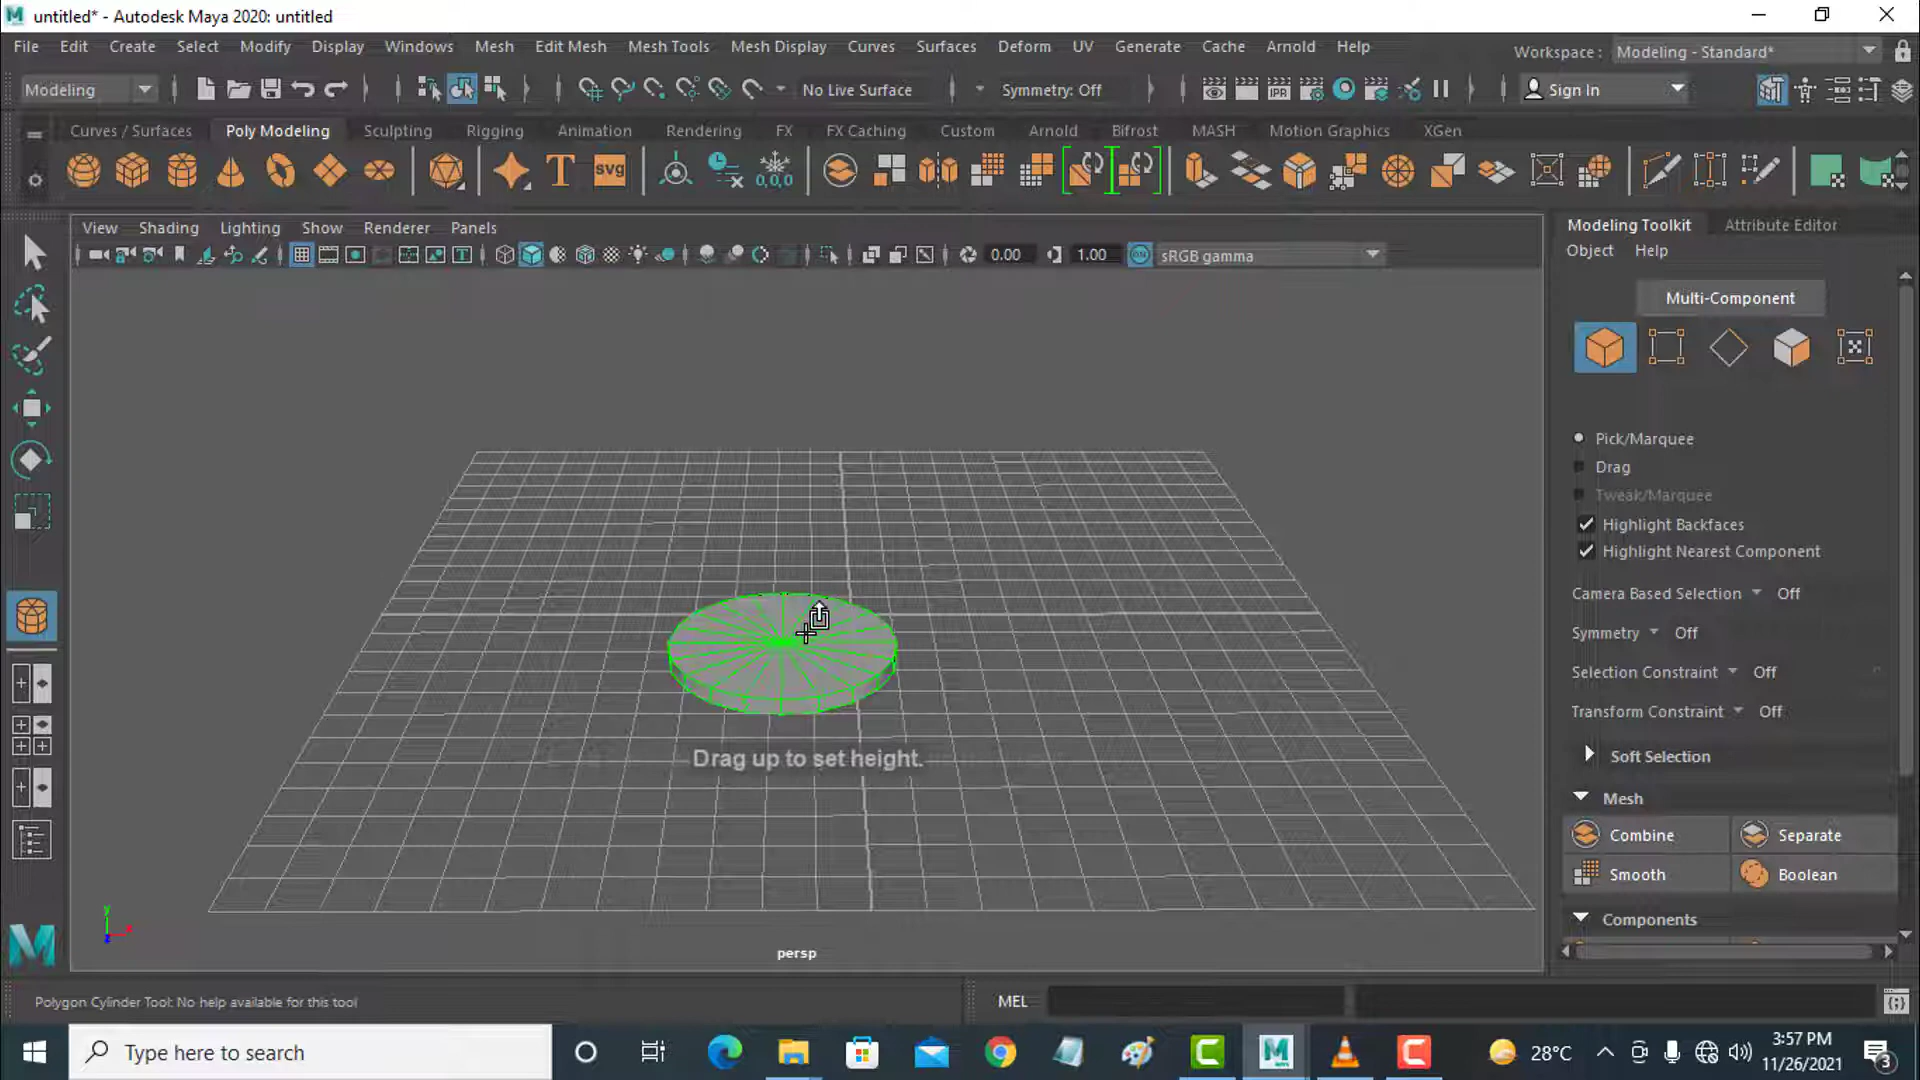 untitled* - Autodesk Maya 2020: untitled
File Edit Create Select Modify Display Windows Mesh Edit Mesh Mesh Tools Mesh Display Curves Surfaces Deform UV Generate Cache Arnold Help Workspace : Modeling - Standard*
Modeling No Live Surface Symmetry: Off IPR Sign In
Curves / Surfaces Poly Modeling Sculpting Rigging Animation Rendering FX FX Caching Custom Arnold Bifrost MASH Motion Graphics XGen
T svg 0,0,0
View Shading Lighting Show Renderer Panels
0.00 1.00 ON sRGB gamma
Modeling Toolkit Attribute Editor
Object Help
Multi-Component
Pick/Marquee
Drag
Tweak/Marquee
Highlight Backfaces
Highlight Nearest Component
Camera Based Selection Off
Symmetry Off
Selection Constraint Off
Transform Constraint Off
Soft Selection
Mesh
Combine Separate
Smooth Boolean
Components
Drag up to set height.
y
z
persp
Polygon Cylinder Tool: No help available for this tool
MEL
Type here to search
28°C
3:57 PM
11/26/2021
3